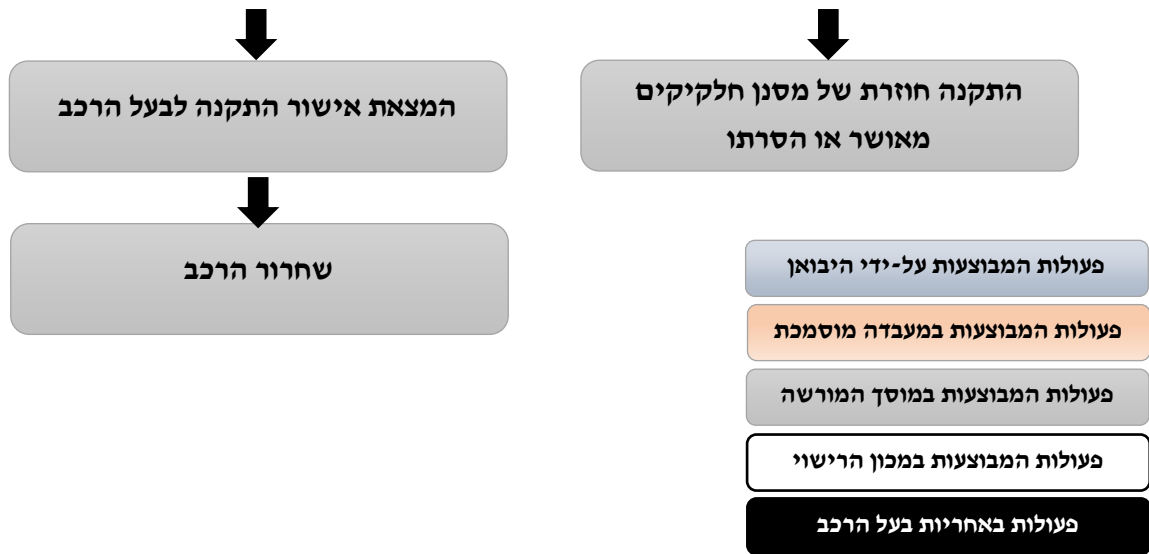 התקנה חוזרת של מסנן חלקיקים
מאושר או הסרתו
המצאת אישור התקנה לבעל הרכב
שחרור הרכב
פעולות המבוצעות על-ידי היבואן
פעולות המבוצעות במעבדה מוסמכת
פעולות המבוצעות במוסך המורשה
פעולות המבוצעות במכון הרישוי
פעולות באחריות בעל הרכב